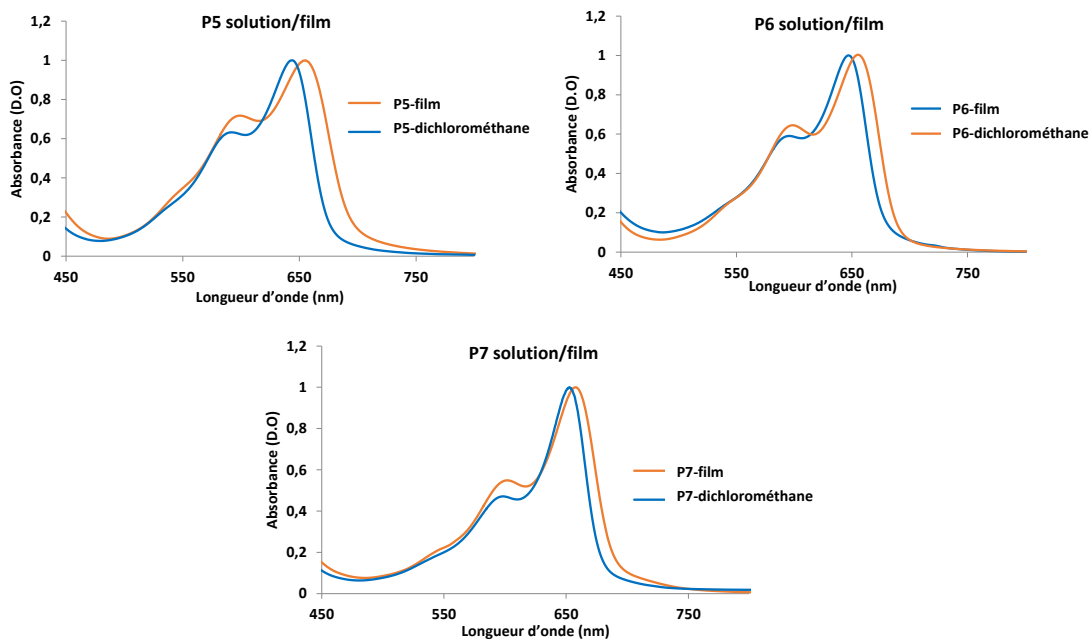 P5 solution/film
1,2
1
0,8
0,6
0,4
0,2
0
Absorbance (D.O)
450
550
650
750
Longueur d’onde (nm)
P5-film
P5-dichlorométhane
P6 solution/film
1,2
1
0,8
0,6
0,4
0,2
0
Absorbance (D.O)
450
550
650
750
Longueur d’onde (nm)
P6-film
P6-dichlorométhane
P7 solution/film
1,2
1
0,8
0,6
0,4
0,2
0
Absorbance (D.O)
450
550
650
750
Longueur d’onde (nm)
P7-film
P7-dichlorométhane